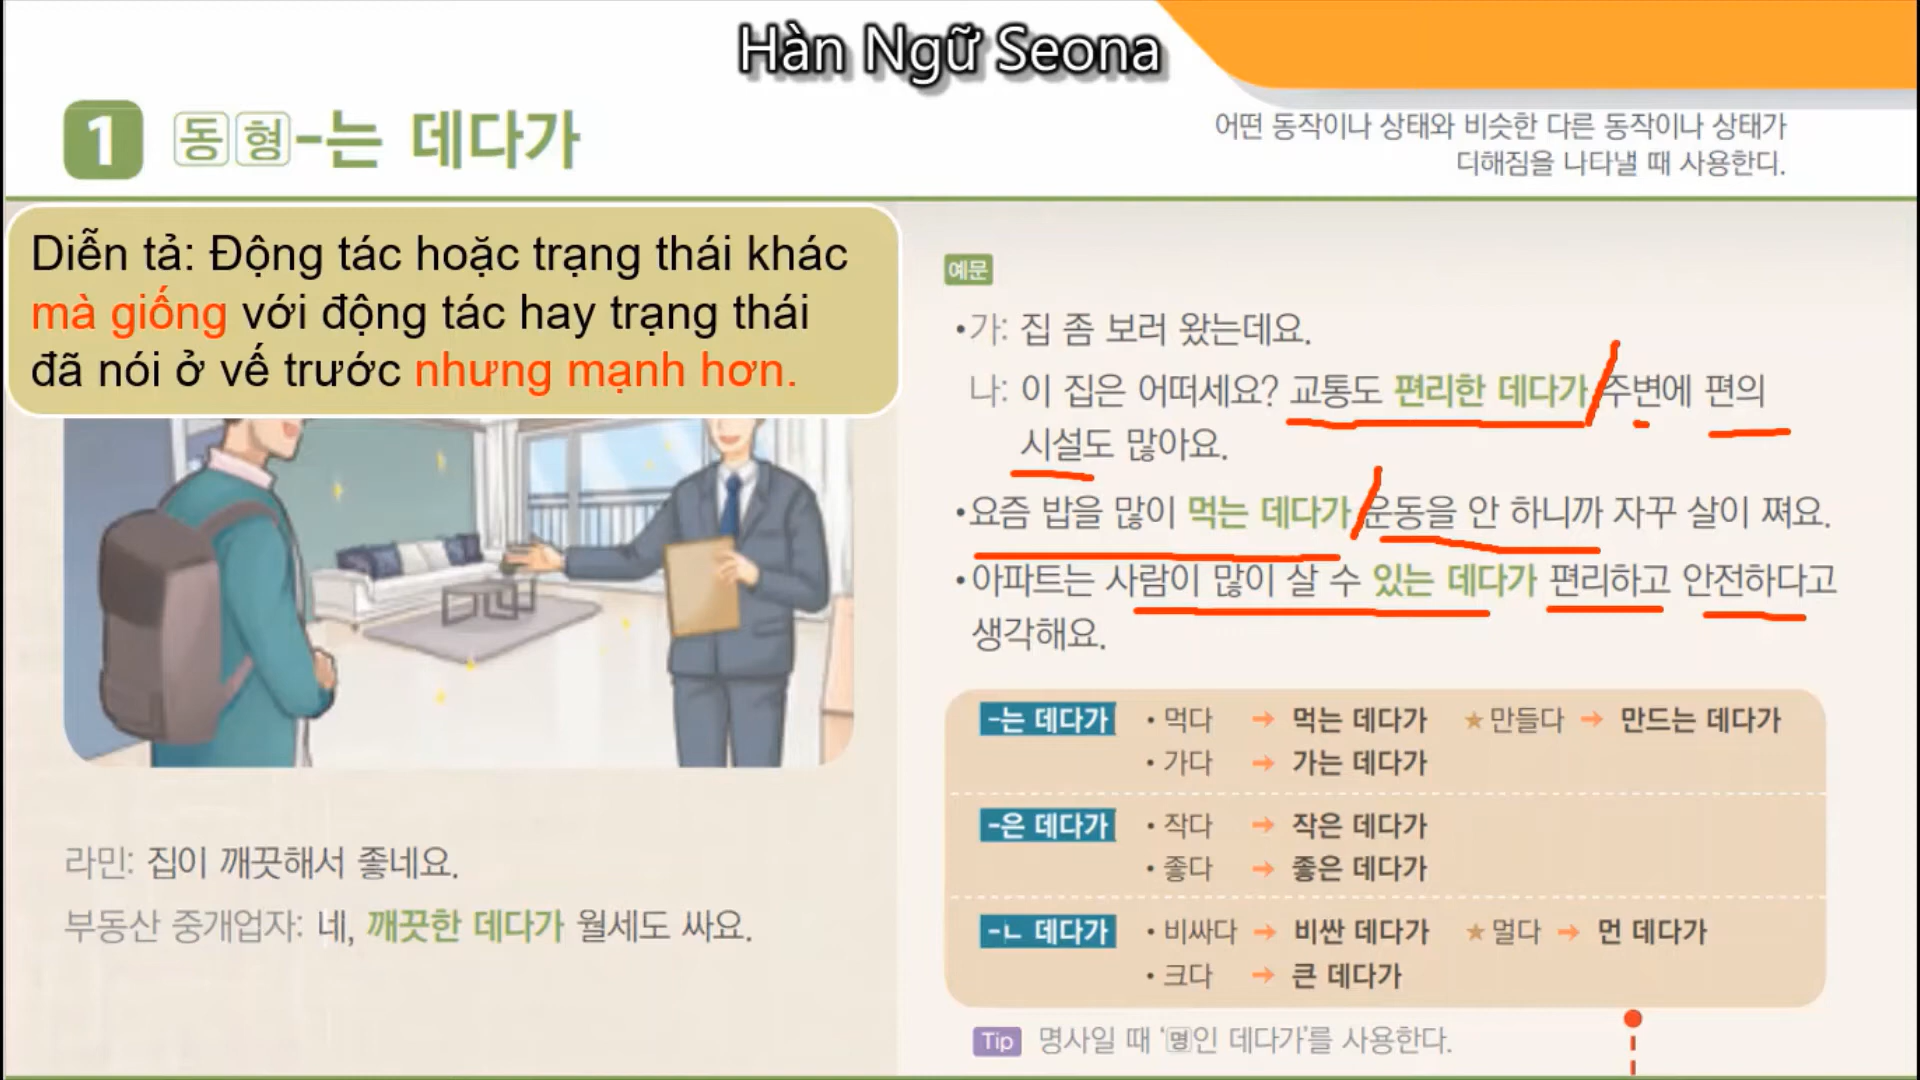 Hàn Ngữ Seona
1 동 형 -는 데다가
어떤 동작이나 상태와 비슷한 다른 동작이나 상태가
더해짐을 나타낼 때 사용한다.
Diễn tả: Động tác hoặc trạng thái khác
mà giống với động tác hay trạng thái
đã nói ở vế trước nhưng mạnh hơn.
라민: 집이 깨끗해서 좋네요.
부동산 중개업자: 네, 깨끗한 데다가 월세도 싸요.
예문
•가: 집 좀 보러 왔는데요.
나: 이 집은 어떠세요? 교통도 편리한 데다가 주변에 편의
시설도 많아요.
•요즘 밥을 많이 먹는 데다가 운동을 안 하니까 자꾸 살이 쪄요.
•아파트는 사람이 많이 살 수 있는 데다가 편리하고 안전하다고
생각해요.
-는 데다가 •먹다 → 먹는 데다가 ★만들다 → 만드는 데다가
•가다 → 가는 데다가
-은 데다가 •작다 → 작은 데다가
•좋다 → 좋은 데다가
-ㄴ 데다가 •비싸다 → 비싼 데다가 ★멀다 → 먼 데다가
•크다 → 큰 데다가
Tip 명사일 때 '명인 데다가'를 사용한다.